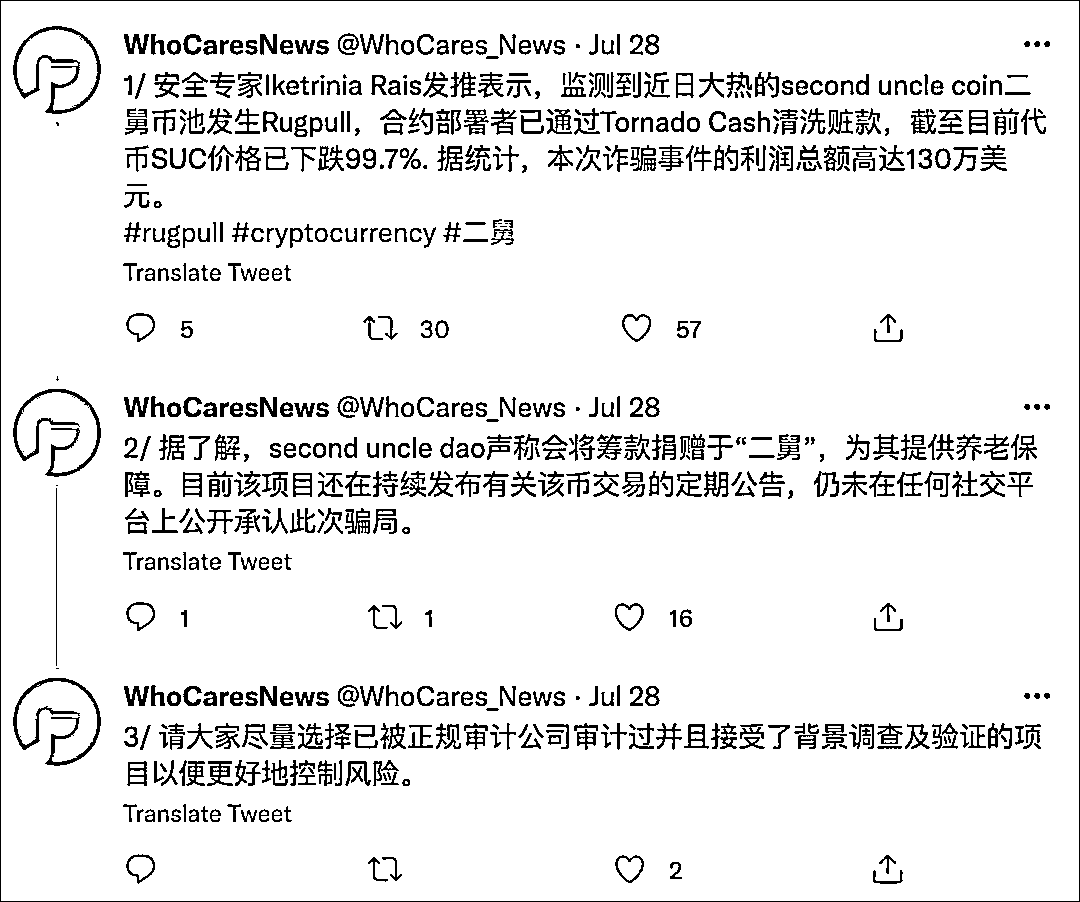 WhoCaresNews @WhoCares_News · Jul 28
1/ 安全专家Iketrinia Rais发推表示，监测到近日大热的second uncle coin二
舅币池发生Rugpull，合约部署者已通过Tornado Cash清洗赃款，截至目前代
币SUC价格已下跌99.7%. 据统计，本次诈骗事件的利润总额高达130万美
元。
#rugpull #cryptocurrency #二舅
Translate Tweet
5 30 57
WhoCaresNews @WhoCares_News · Jul 28
2/ 据了解，second uncle dao声称会将筹款捐赠于“二舅”，为其提供养老保
障。目前该项目还在持续发布有关该币交易的定期公告，仍未在任何社交平
台上公开承认此次骗局。
Translate Tweet
1 1 16
WhoCaresNews @WhoCares_News · Jul 28
3/ 请大家尽量选择已被正规审计公司审计过并且接受了背景调查及验证的项
目以便更好地控制风险。
Translate Tweet
2